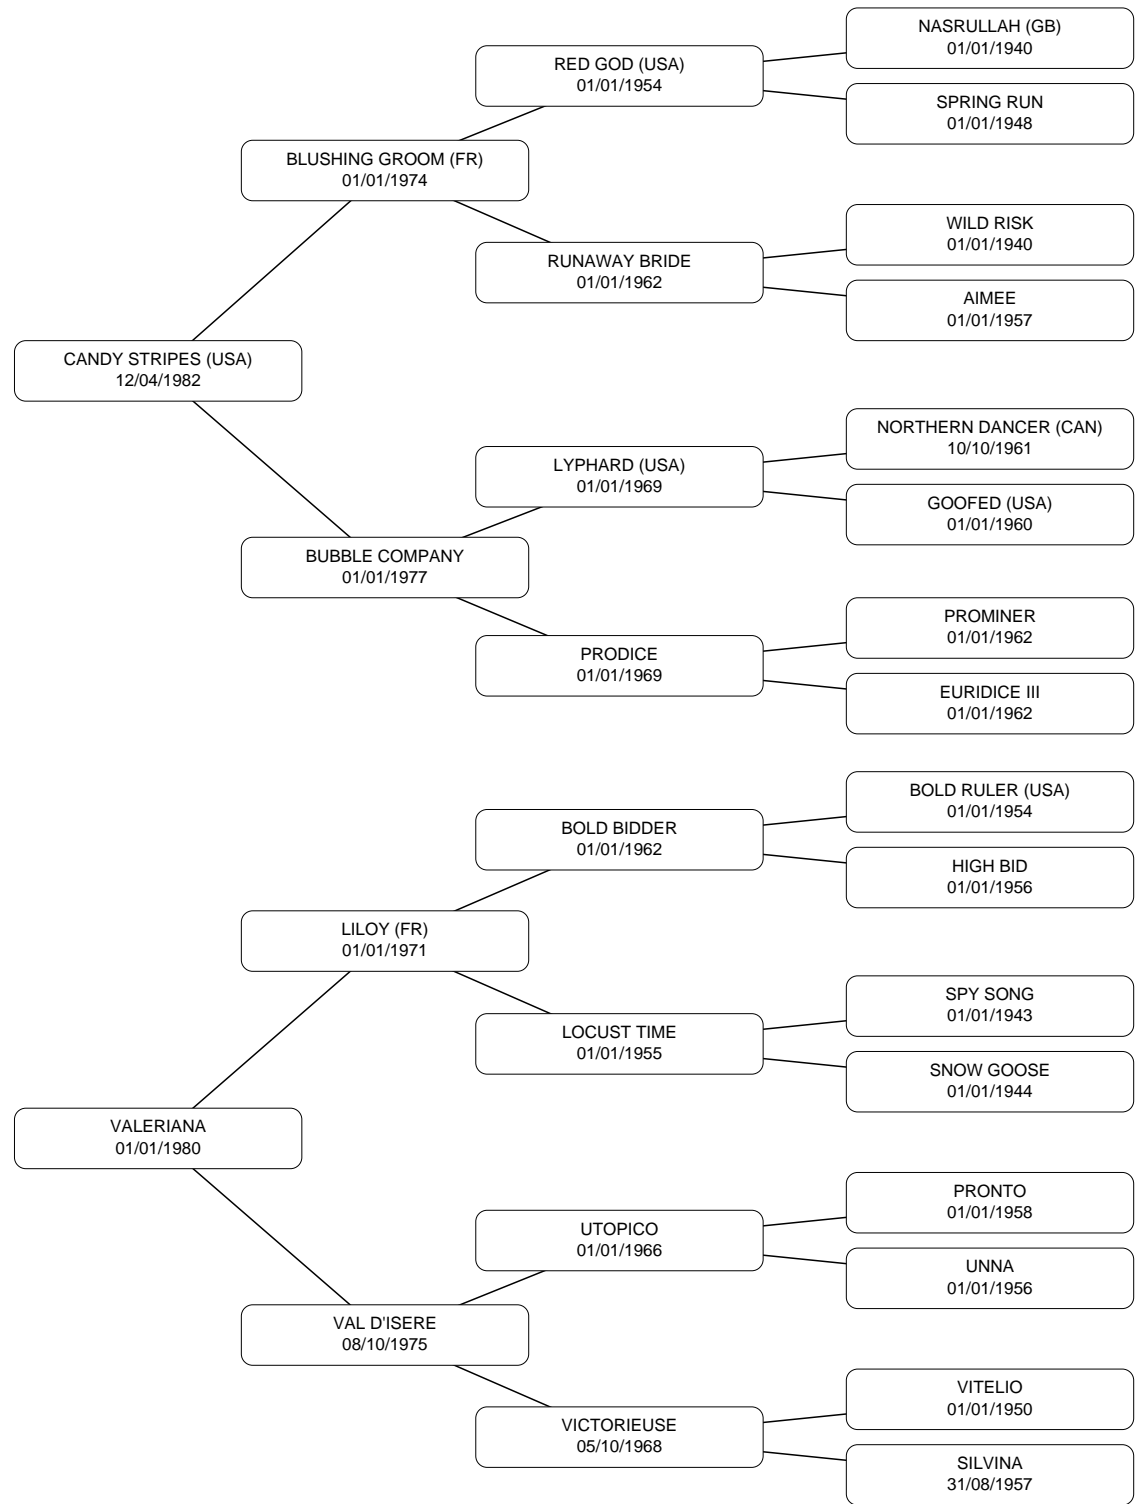 NASRULLAH (GB)
01/01/1940
RED GOD (USA)
01/01/1954
SPRING RUN
01/01/1948
BLUSHING GROOM (FR)
01/01/1974
WILD RISK
01/01/1940
RUNAWAY BRIDE
01/01/1962
AIMEE
01/01/1957
CANDY STRIPES (USA)
12/04/1982
NORTHERN DANCER (CAN)
10/10/1961
LYPHARD (USA)
01/01/1969
GOOFED (USA)
01/01/1960
BUBBLE COMPANY
01/01/1977
PROMINER
01/01/1962
PRODICE
01/01/1969
EURIDICE III
01/01/1962
BOLD RULER (USA)
01/01/1954
BOLD BIDDER
01/01/1962
HIGH BID
01/01/1956
LILOY (FR)
01/01/1971
SPY SONG
01/01/1943
LOCUST TIME
01/01/1955
SNOW GOOSE
01/01/1944
VALERIANA
01/01/1980
PRONTO
01/01/1958
UTOPICO
01/01/1966
UNNA
01/01/1956
VAL D'ISERE
08/10/1975
VITELIO
01/01/1950
VICTORIEUSE
05/10/1968
SILVINA
31/08/1957